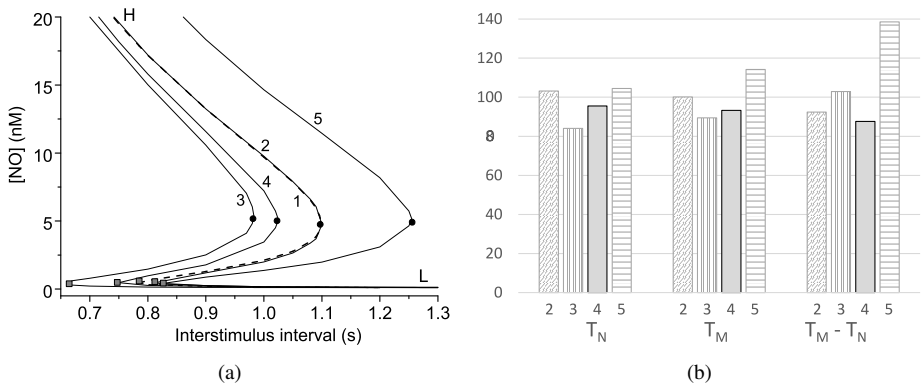 20
15
10
5
0
[NO] (nM)
H
5
2
4
3
1
L
0.7 0.8 0.9 1.0 1.1 1.2 1.3
Interstimulus interval (s)
(a)
140
120
100
80
%
60
40
20
0
2 3 4 5 2 3 4 5 2 3 4 5
T_N T_M T_M - T_N
(b)